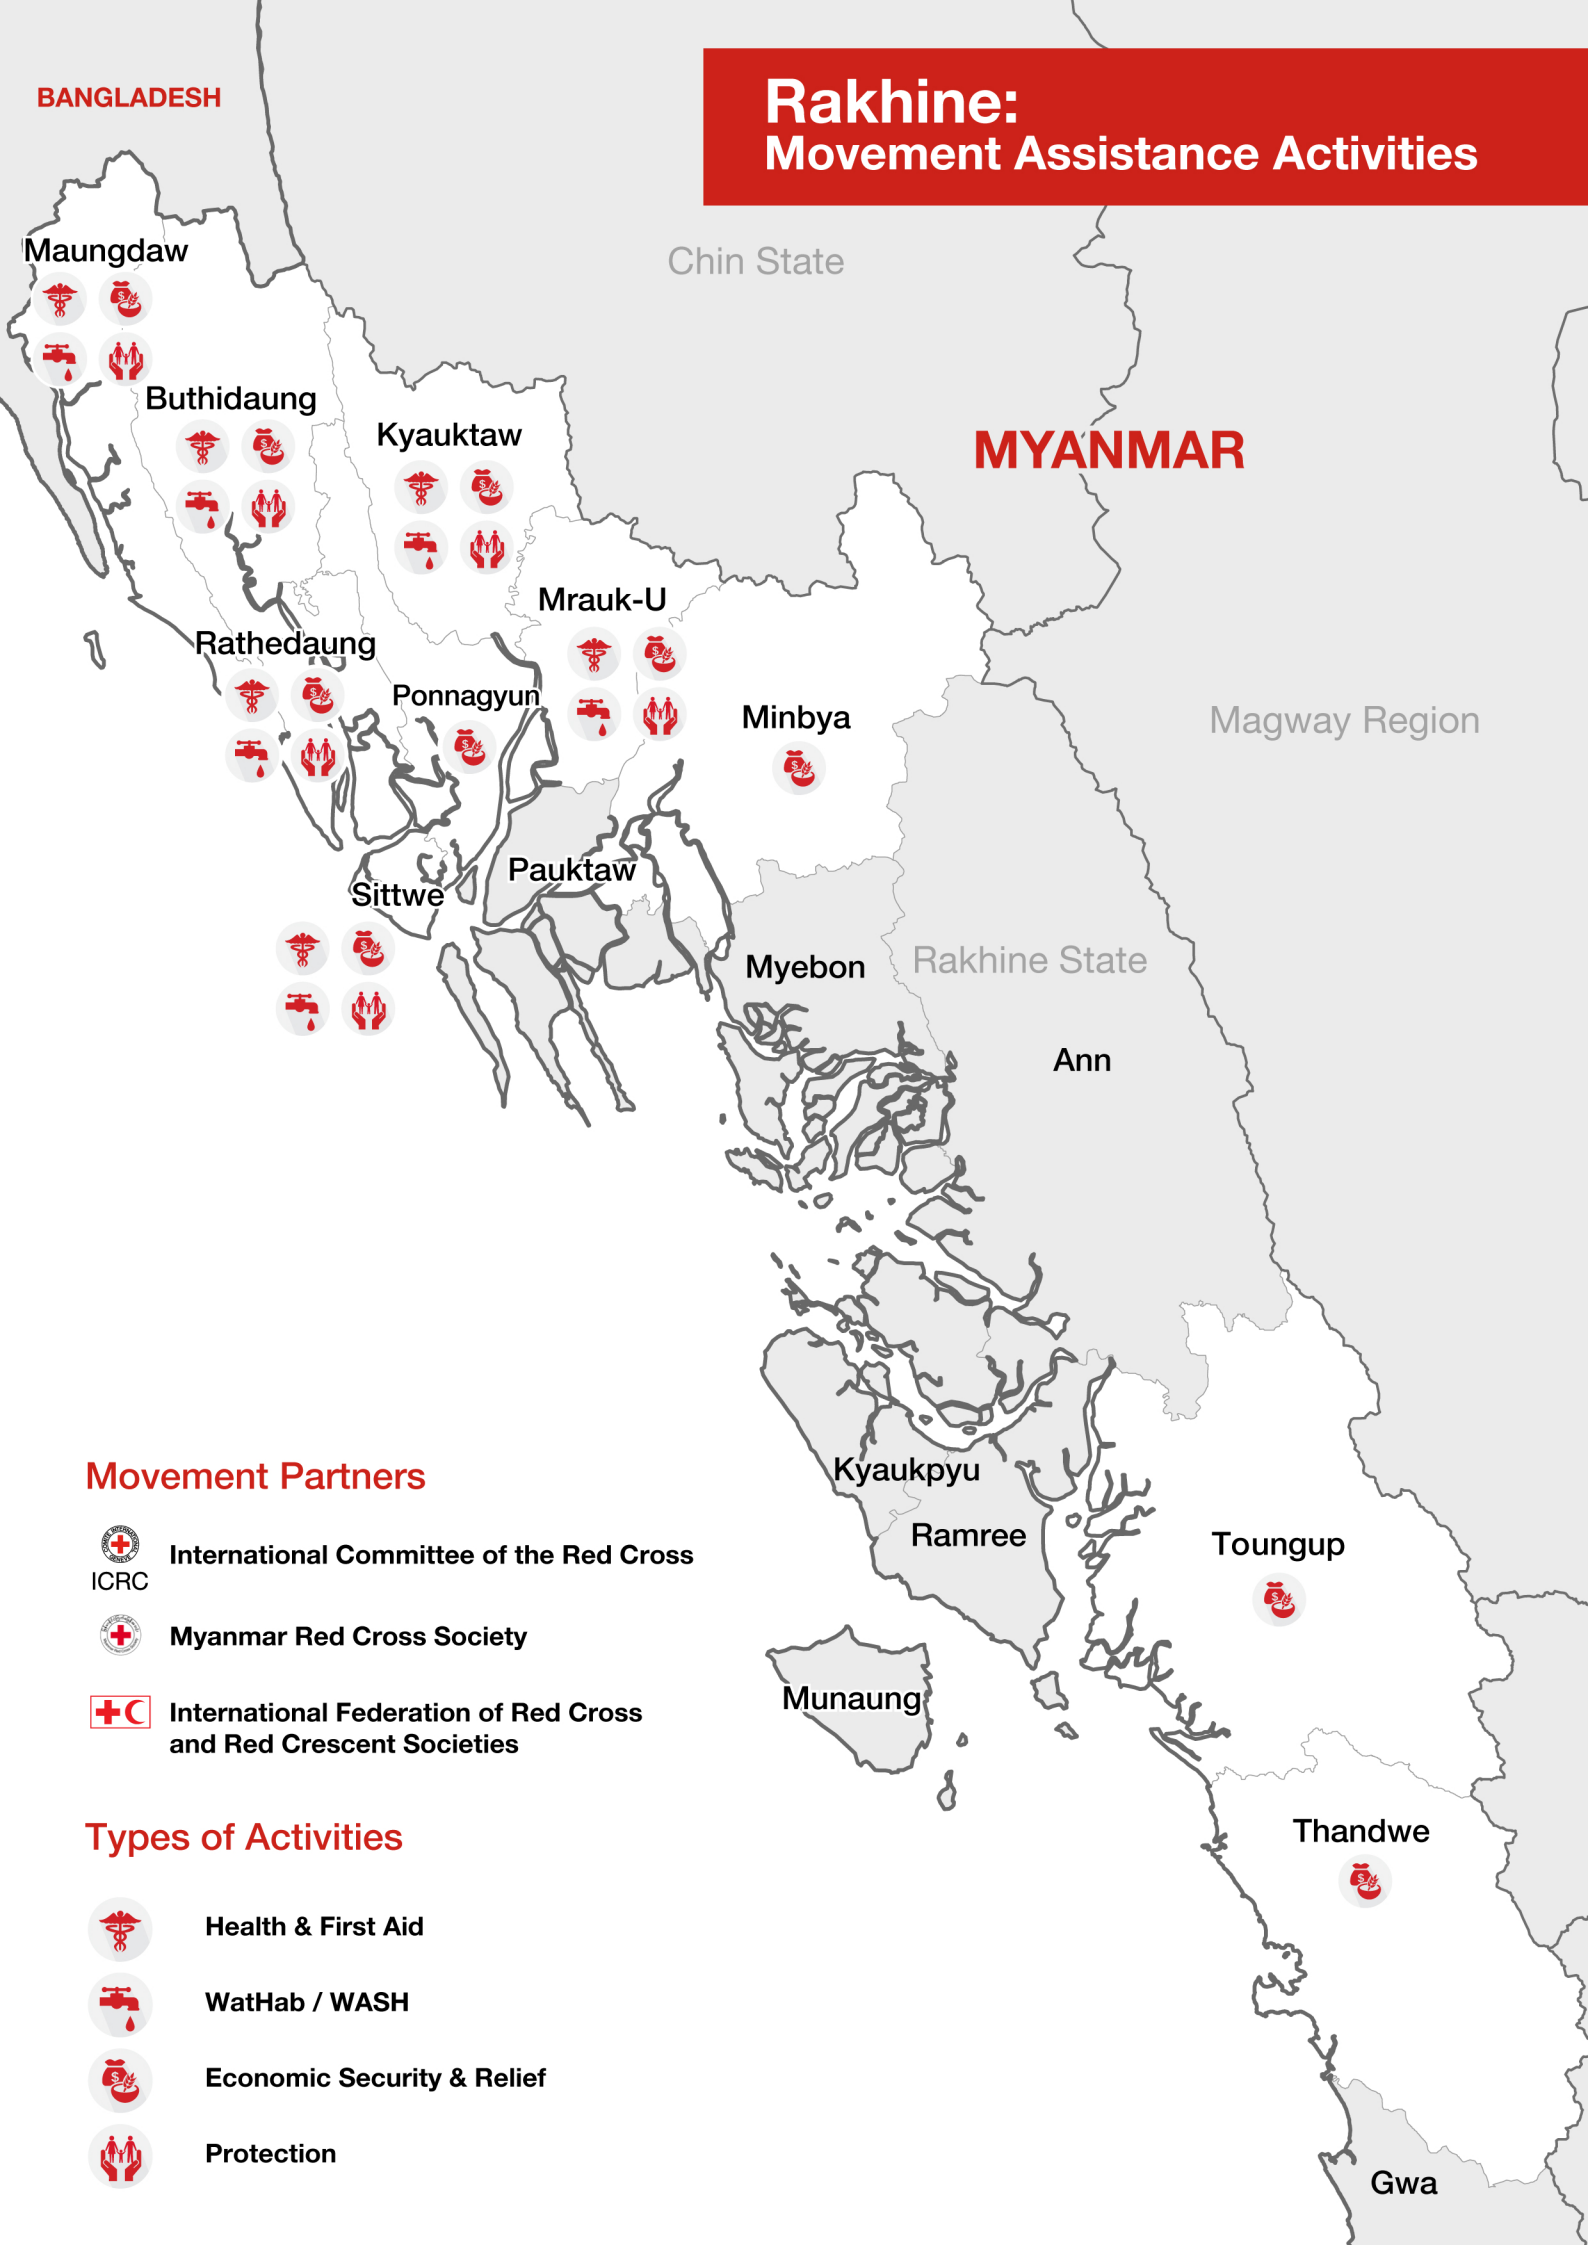 Rakhine:
Movement Assistance Activities
BANGLADESH
Chin State
Maungdaw
Buthidaung
Kyauktaw
MYANMAR
Mrauk-U
Rathedaung
Ponnagyun
Minbya
Magway Region
Pauktaw
Sittwe
Myebon
Rakhine State
Ann
Kyaukpyu
Ramree
Toungup
Munaung
Thandwe
Gwa
Movement Partners
COMITE INTERNATIONAL GENEVE
ICRC
International Committee of the Red Cross
Myanmar Red Cross Society
International Federation of Red Cross
and Red Crescent Societies
Types of Activities
Health & First Aid
WatHab / WASH
Economic Security & Relief
Protection